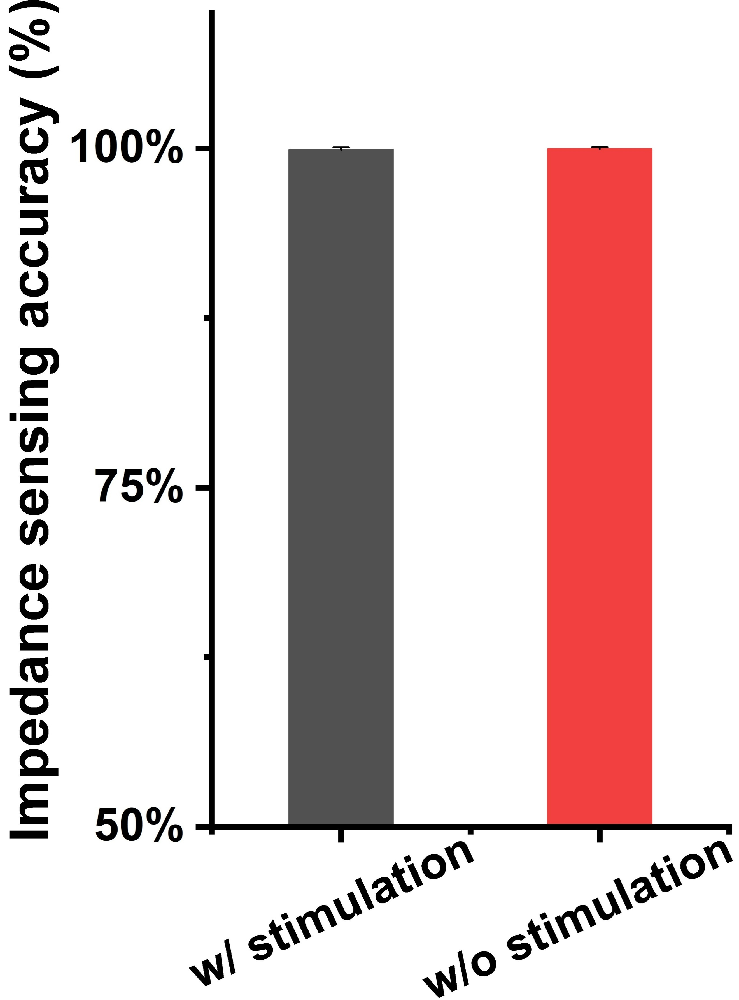 Impedance sensing accuracy (%)
100%
75%
50%
w/ stimulation
w/o stimulation